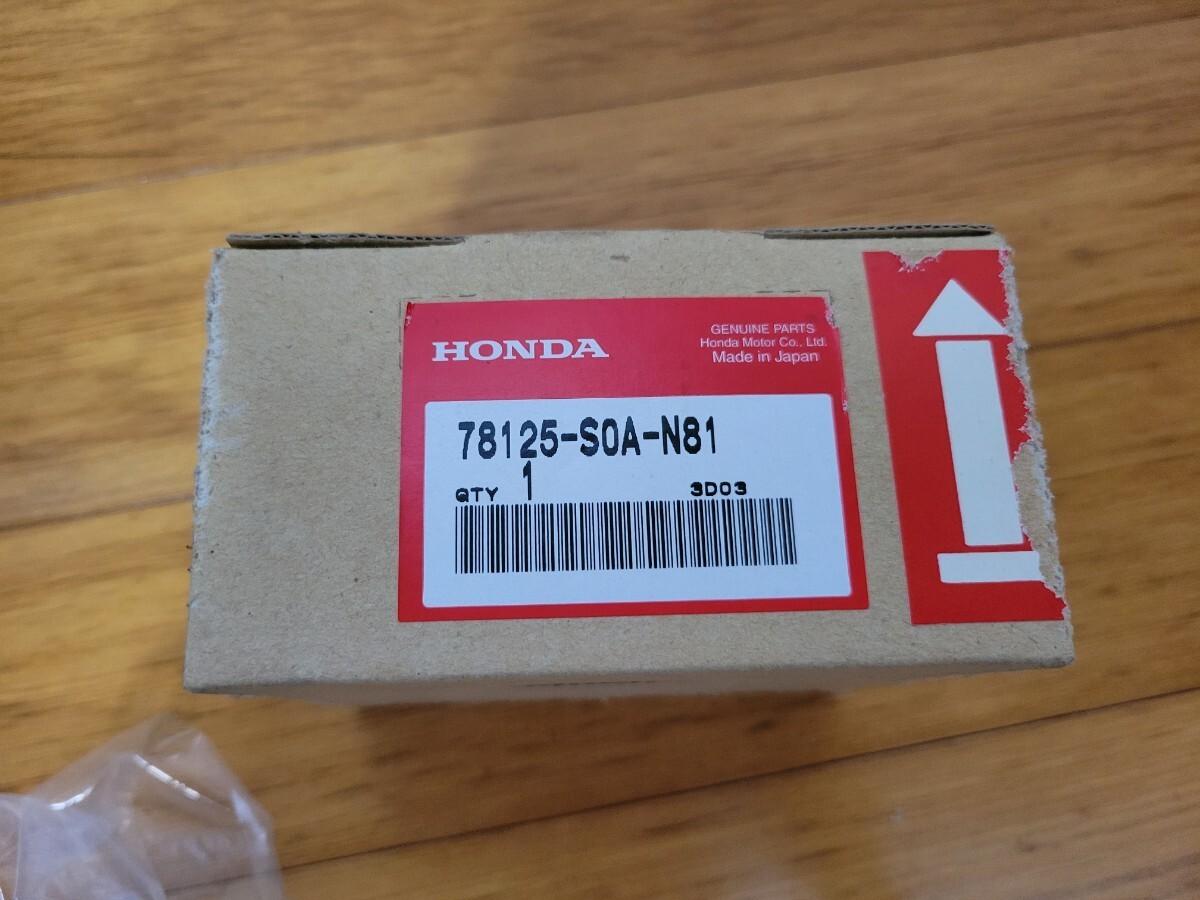 HONDA
GENUINE PARTS
Honda Motor Co., Ltd.
Made in Japan
78125-S0A-N81
QTY 1 3D03